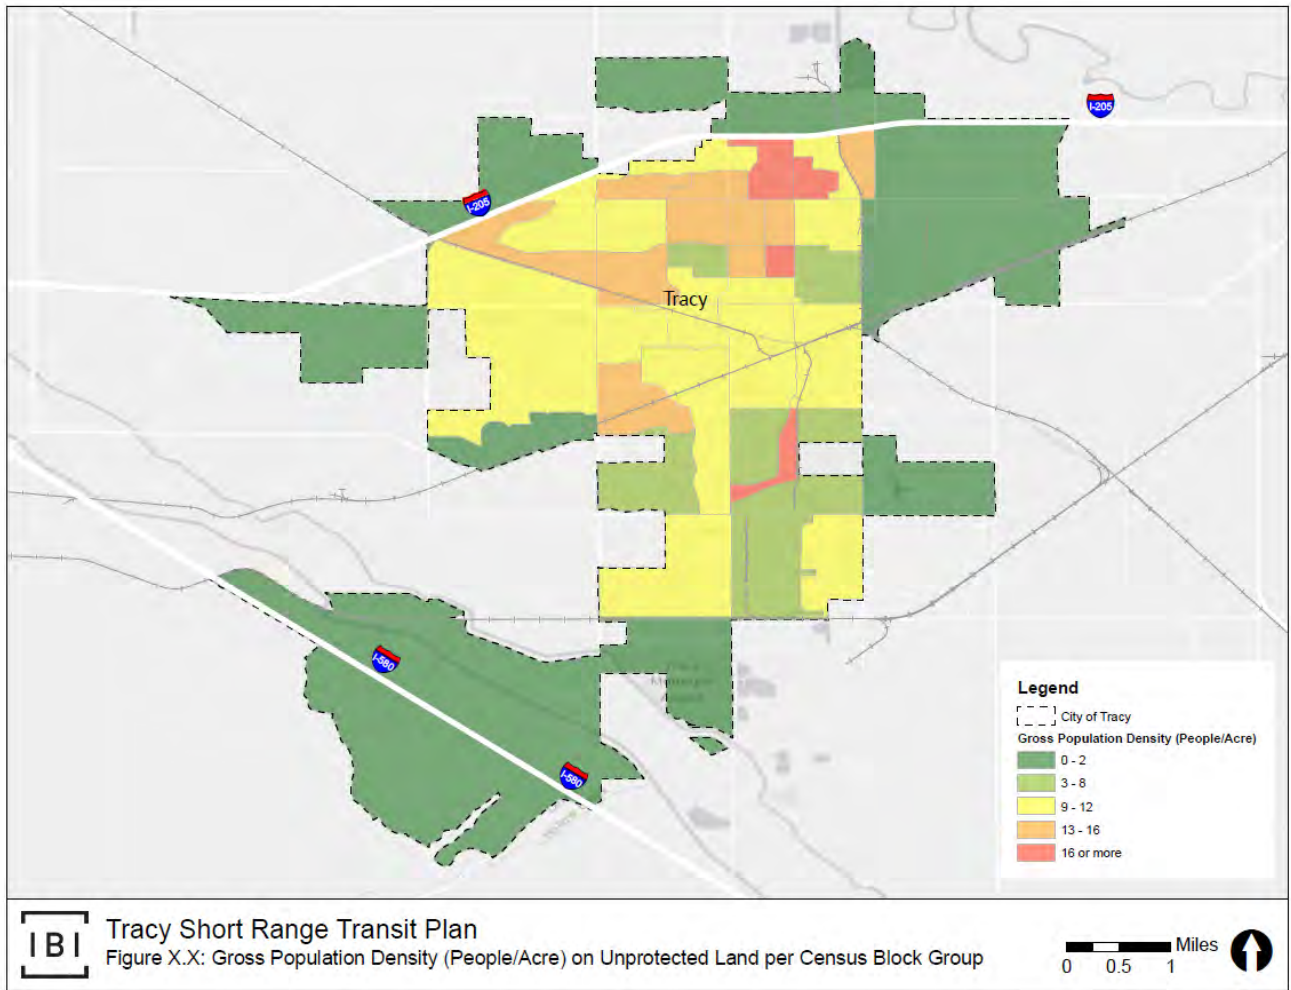 I-205
I-205
Tracy
I-580
I-580
Legend
City of Tracy
Gross Population Density (People/Acre)
0 - 2
3 - 8
9 - 12
13 - 16
16 or more
IBI
Tracy Short Range Transit Plan
Figure X.X: Gross Population Density (People/Acre) on Unprotected Land per Census Block Group
Miles
0 0.5 1